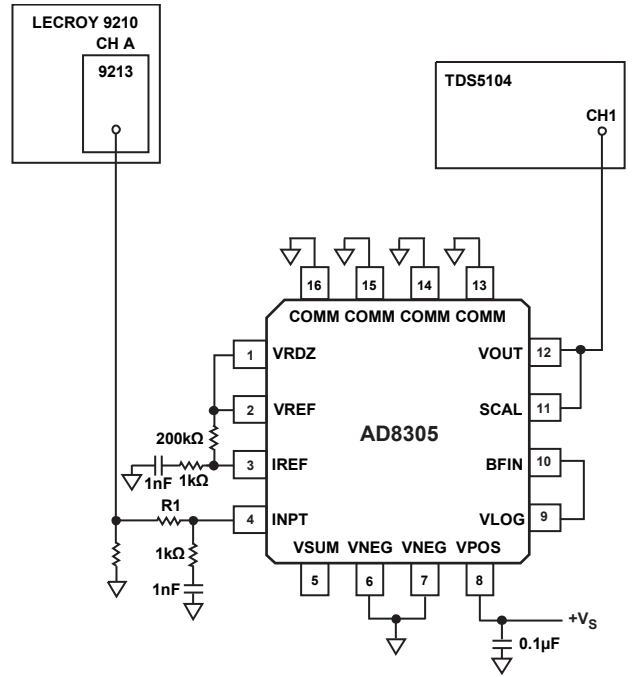 LECROY 9210
CH A
9213
TDS5104
CH1
16
15
14
13
COMM COMM COMM COMM
1
VRDZ
VOUT
12
2
VREF
SCAL
11
200kΩ
AD8305
3
IREF
BFIN
10
1nF
1kΩ
R1
4
INPT
VLOG
9
1kΩ
VSUM VNEG VNEG VPOS
1nF
5
6
7
8
+VS
0.1µF